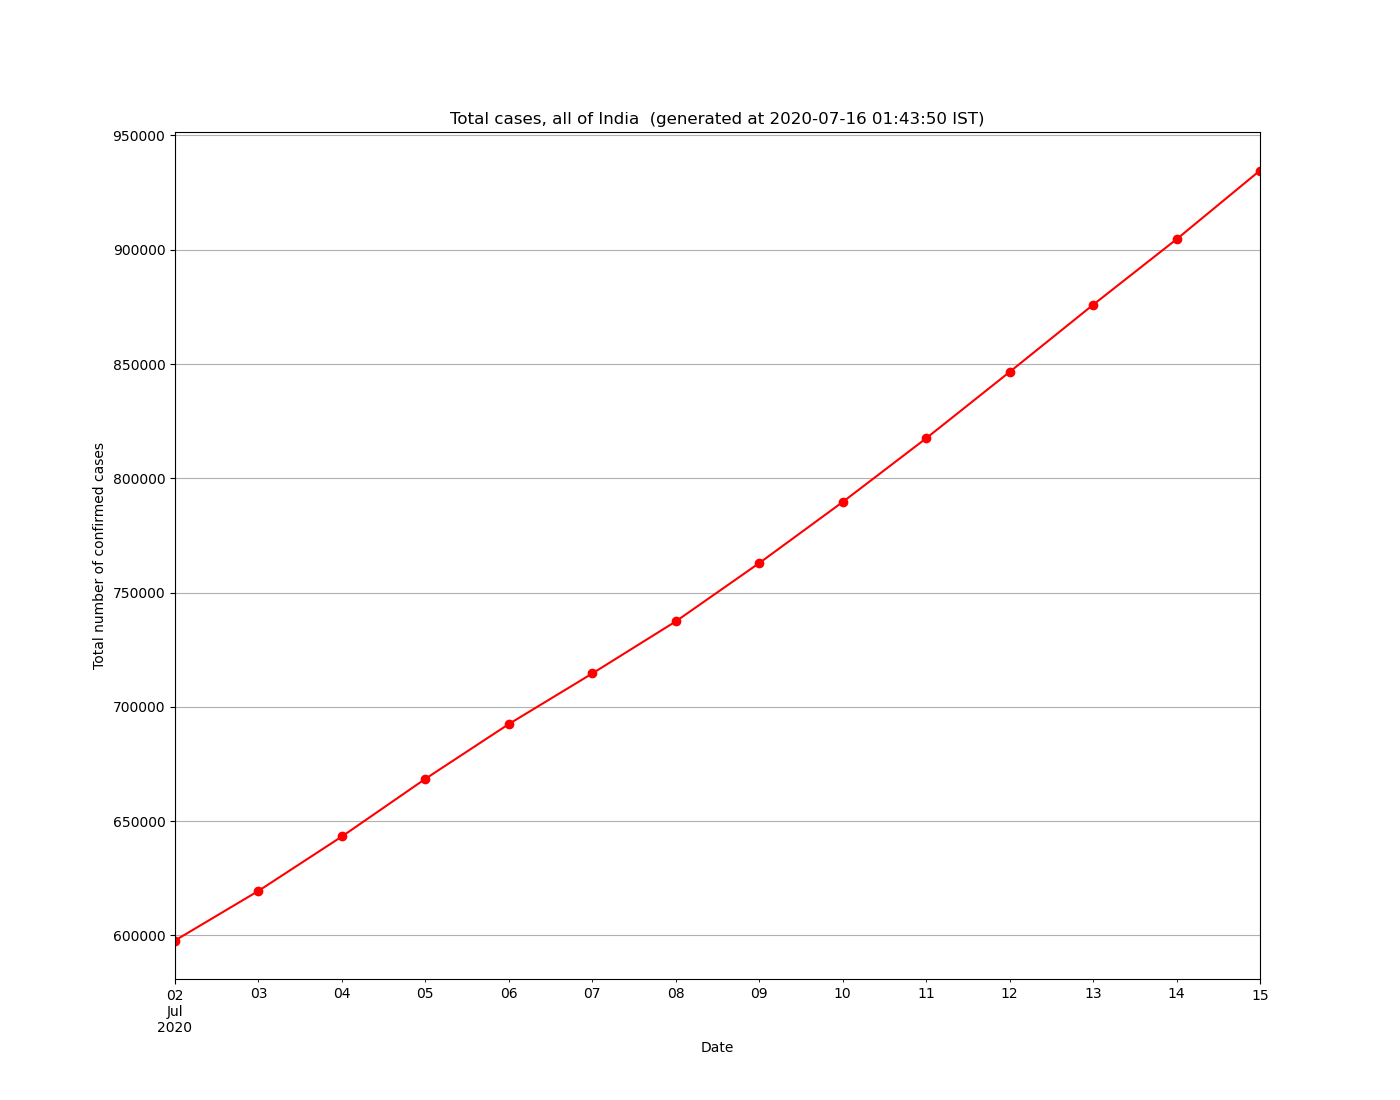 Total cases, all of India  (generated at 2020-07-16 01:43:50 IST)
950000
900000
850000
800000
750000
700000
650000
600000
Total number of confirmed cases
02 03 04 05 06 07 08 09 10 11 12 13 14 15
Jul
2020
Date